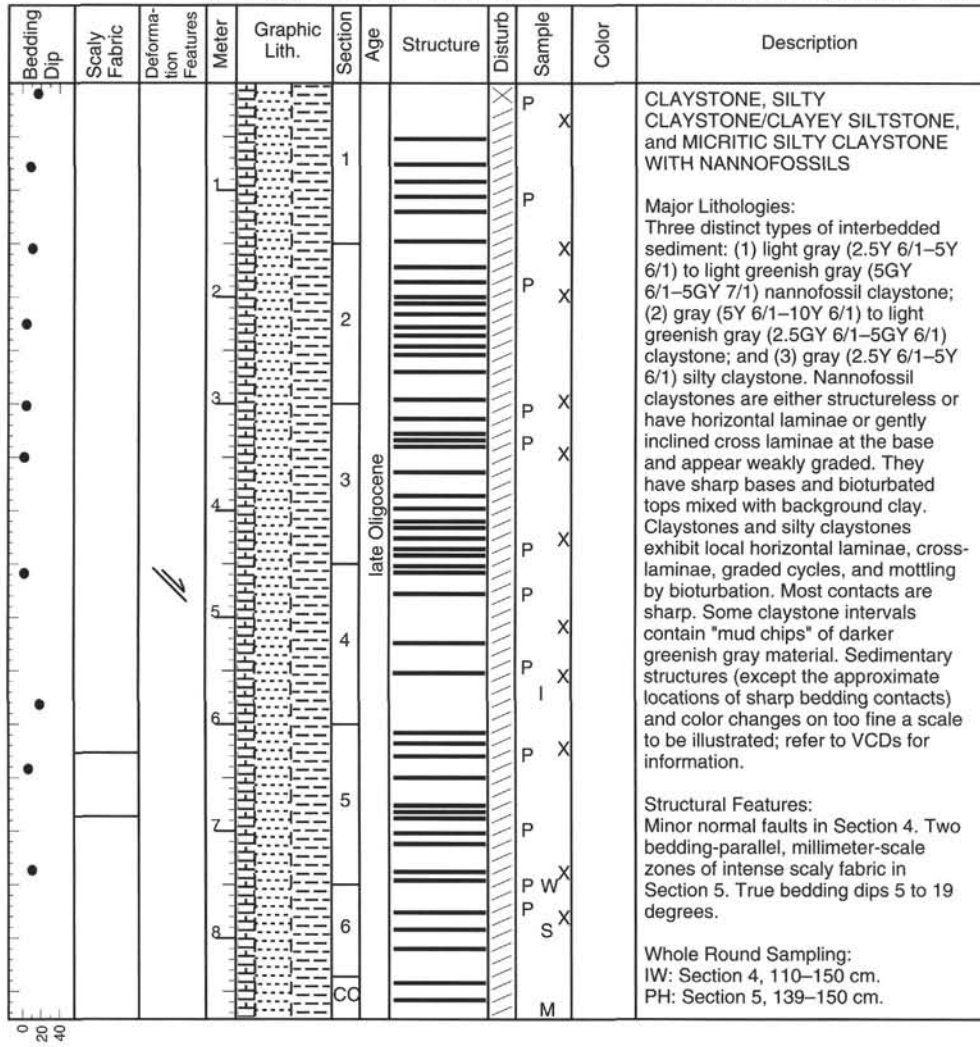 Bedding
Dip
Scaly
Fabric
Deforma-
tion
Features
Meter
Graphic
Lith.
Section
Age
Structure
Disturb
Sample
Color
Description
1
2
3
4
5
6
7
8
1
2
3
4
5
6
CC
late Oligocene
P
X
P
X
P
X
X
P
P
X
X
P
P
X
P
X
I
X
P
P
X
P W
P
X
S
M
CLAYSTONE, SILTY
CLAYSTONE/CLAYEY SILTSTONE,
and MICRITIC SILTY CLAYSTONE
WITH NANNOFOSSILS
Major Lithologies:
Three distinct types of interbedded
sediment: (1) light gray (2.5Y 6/1–5Y
6/1) to light greenish gray (5GY
6/1–5GY 7/1) nannofossil claystone;
(2) gray (5Y 6/1–10Y 6/1) to light
greenish gray (2.5GY 6/1–5GY 6/1)
claystone; and (3) gray (2.5Y 6/1–5Y
6/1) silty claystone. Nannofossil
claystones are either structureless or
have horizontal laminae or gently
inclined cross laminae at the base
and appear weakly graded. They
have sharp bases and bioturbated
tops mixed with background clay.
Claystones and silty claystones
exhibit local horizontal laminae, cross-
laminae, graded cycles, and mottling
by bioturbation. Most contacts are
sharp. Some claystone intervals
contain "mud chips" of darker
greenish gray material. Sedimentary
structures (except the approximate
locations of sharp bedding contacts)
and color changes on too fine a scale
to be illustrated; refer to VCDs for
information.
Structural Features:
Minor normal faults in Section 4. Two
bedding-parallel, millimeter-scale
zones of intense scaly fabric in
Section 5. True bedding dips 5 to 19
degrees.
Whole Round Sampling:
IW: Section 4, 110–150 cm.
PH: Section 5, 139–150 cm.
0
20
40